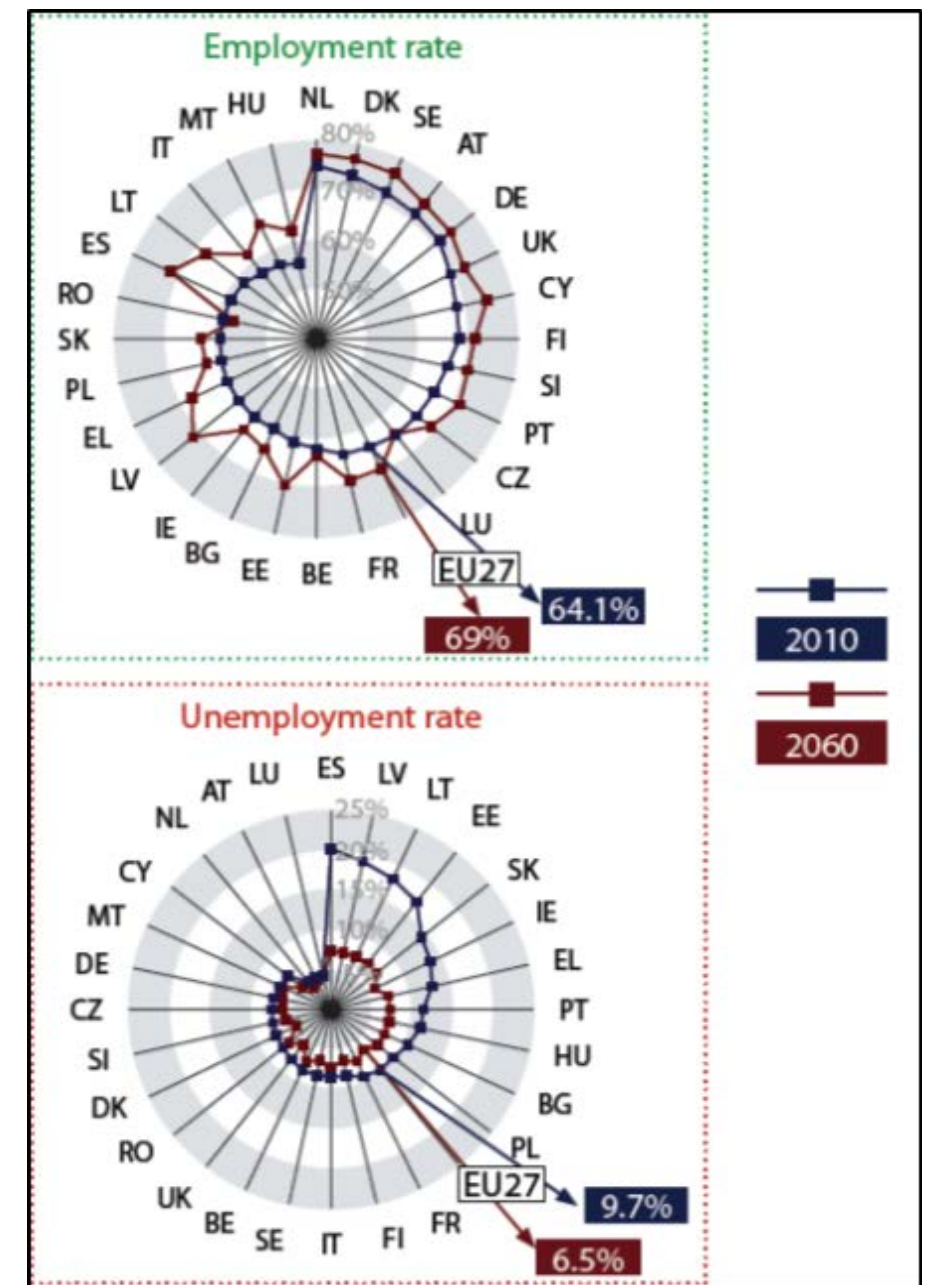 Employment rate
NL
DK
SE
AT
DE
UK
CY
FI
SI
PT
CZ
LU
EU27
FR
BE
EE
BG
IE
LV
EL
PL
SK
RO
ES
LT
IT
MT
HU
80%
70%
60%
50%
64.1%
69%
2010
2060
Unemployment rate
ES
LV
LT
EE
SK
IE
EL
PT
HU
BG
PL
EU27
FR
FI
IT
SE
BE
UK
RO
DK
SI
CZ
DE
MT
CY
NL
AT
LU
25%
20%
15%
10%
9.7%
6.5%